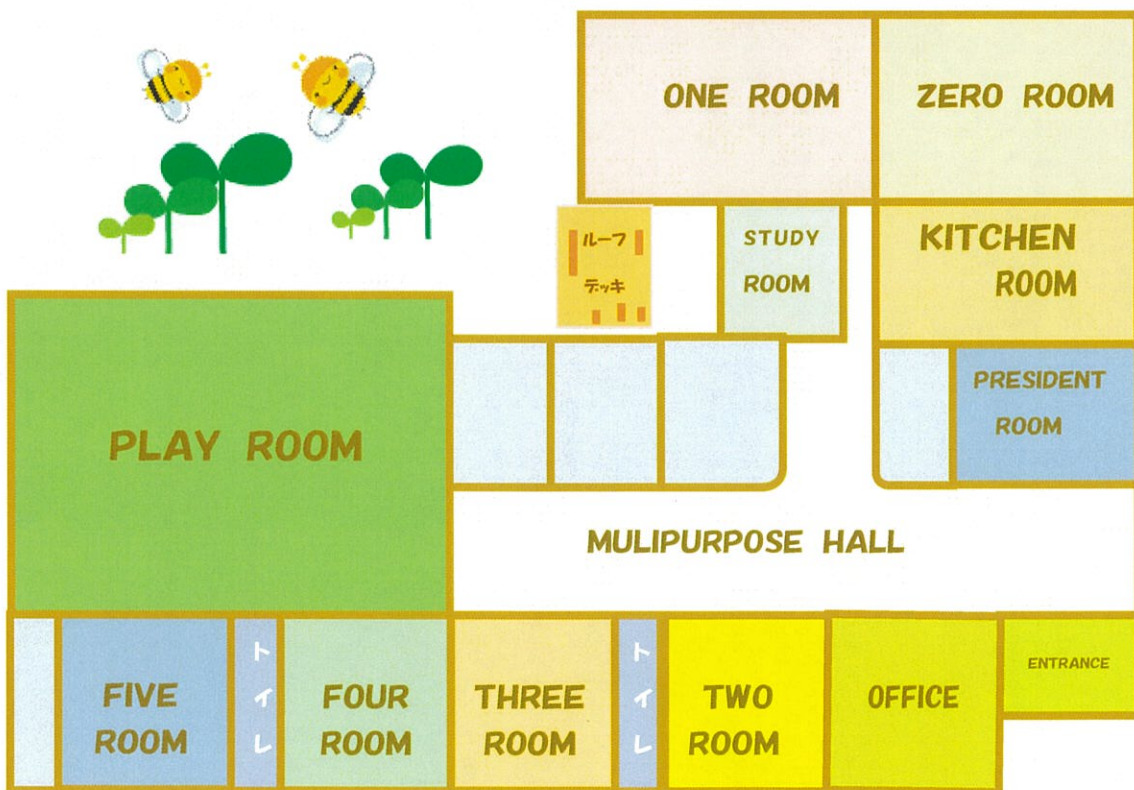 ONE ROOM
ZERO ROOM
ルーフ
デッキ
STUDY
ROOM
KITCHEN
ROOM
PRESIDENT
ROOM
PLAY ROOM
MULIPURPOSE HALL
FIVE
ROOM
トイレ
FOUR
ROOM
THREE
ROOM
トイレ
TWO
ROOM
OFFICE
ENTRANCE